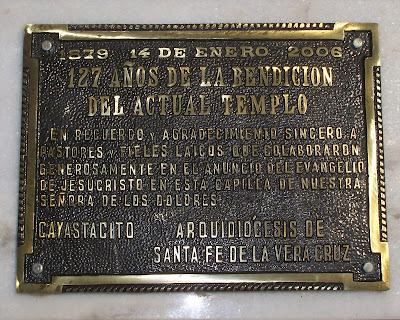 1879 14 DE ENERO 2006
127 AÑOS DE LA BENDICION
DEL ACTUAL TEMPLO
EN RECUERDO Y AGRADECIMIENTO SINCERO A
PASTORES Y FIELES LAICOS QUE COLABORARON
GENEROSAMENTE EN EL ANUNCIO DEL EVANGELIO
DE JESUCRISTO EN ESTA CAPILLA DE NUESTRA
SEÑORA DE LOS DOLORES
CAYASTACITO ARQUIDIÓCESIS DE
SANTA FE DE LA VERA CRUZ